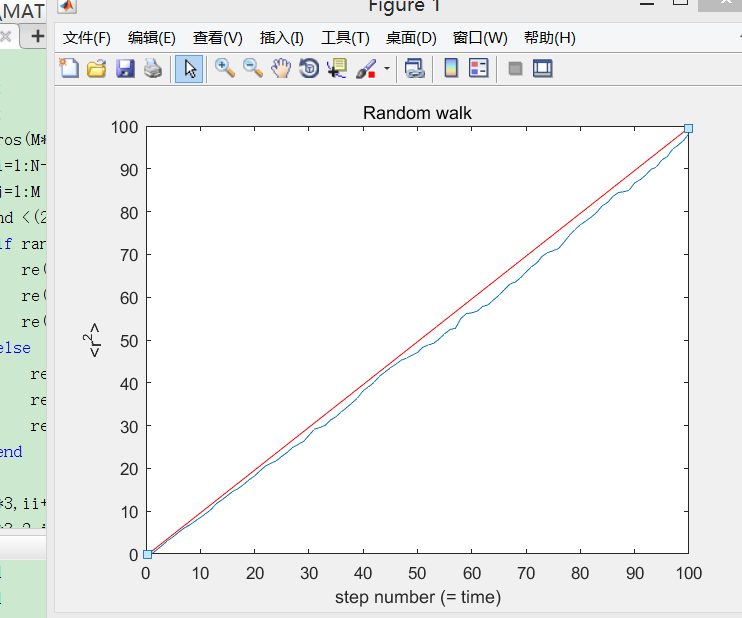 \MAT
Figure 1
文件(F) 编辑(E) 查看(V) 插入(I) 工具(T) 桌面(D) 窗口(W) 帮助(H)
ros(M*
i=1:N-
j=1:M
nd <(2
if ran
re(
re(
re(
else
re
re
re
end
*3,ii+
Random walk
100
90
80
70
60
50
40
30
20
10
0
<r²>
0 10 20 30 40 50 60 70 80 90 100
step number (= time)